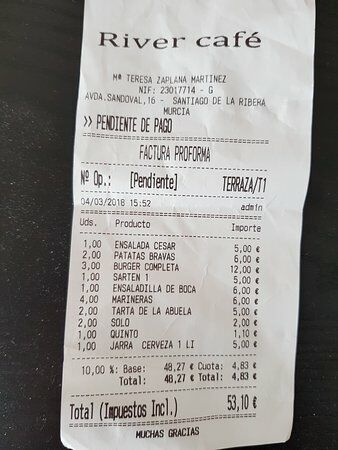 River café
Mª TERESA ZAPLANA MARTINEZ
NIF: 23017714 - G
AVDA.SANDOVAL,16 - SANTIAGO DE LA RIBERA
MURCIA
>> PENDIENTE DE PAGO
FACTURA PROFORMA
Nº Op.: [Pendiente] TERRAZA/T1
04/03/2018 15:52 admin
Uds. Producto Importe
1,00 ENSALADA CESAR 5,00 €
2,00 PATATAS BRAVAS 6,00 €
3,00 BURGER COMPLETA 12,00 €
1,00 SARTEN 1 5,00 €
1,00 ENSALADILLA DE BOCA 6,00 €
4,00 MARINERAS 6,00 €
2,00 TARTA DE LA ABUELA 5,00 €
2,00 SOLO 2,00 €
1,00 QUINTO 1,10 €
1,00 JARRA CERVEZA 1 LI 5,00 €
10,00 %: Base: 48,27 € Cuota: 4,83 €
Total: 48,27 € Total: 4,83 €
Total (Impuestos Incl.) 53,10 €
MUCHAS GRACIAS